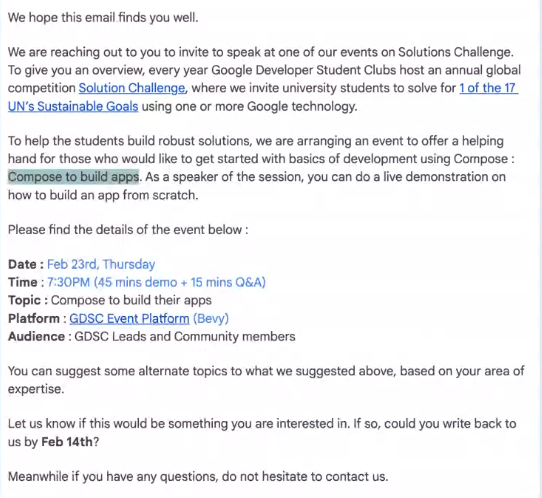 We hope this email finds you well.
We are reaching out to you to invite to speak at one of our events on Solutions Challenge.
To give you an overview, every year Google Developer Student Clubs host an annual global
competition Solution Challenge, where we invite university students to solve for 1 of the 17
UN's Sustainable Goals using one or more Google technology.
To help the students build robust solutions, we are arranging an event to offer a helping
hand for those who would like to get started with basics of development using Compose :
Compose to build apps. As a speaker of the session, you can do a live demonstration on
how to build an app from scratch.
Please find the details of the event below :
Date : Feb 23rd, Thursday
Time : 7:30PM (45 mins demo + 15 mins Q&A)
Topic : Compose to build their apps
Platform : GDSC Event Platform (Bevy)
Audience : GDSC Leads and Community members
You can suggest some alternate topics to what we suggested above, based on your area of
expertise.
Let us know if this would be something you are interested in. If so, could you write back to
us by Feb 14th?
Meanwhile if you have any questions, do not hesitate to contact us.